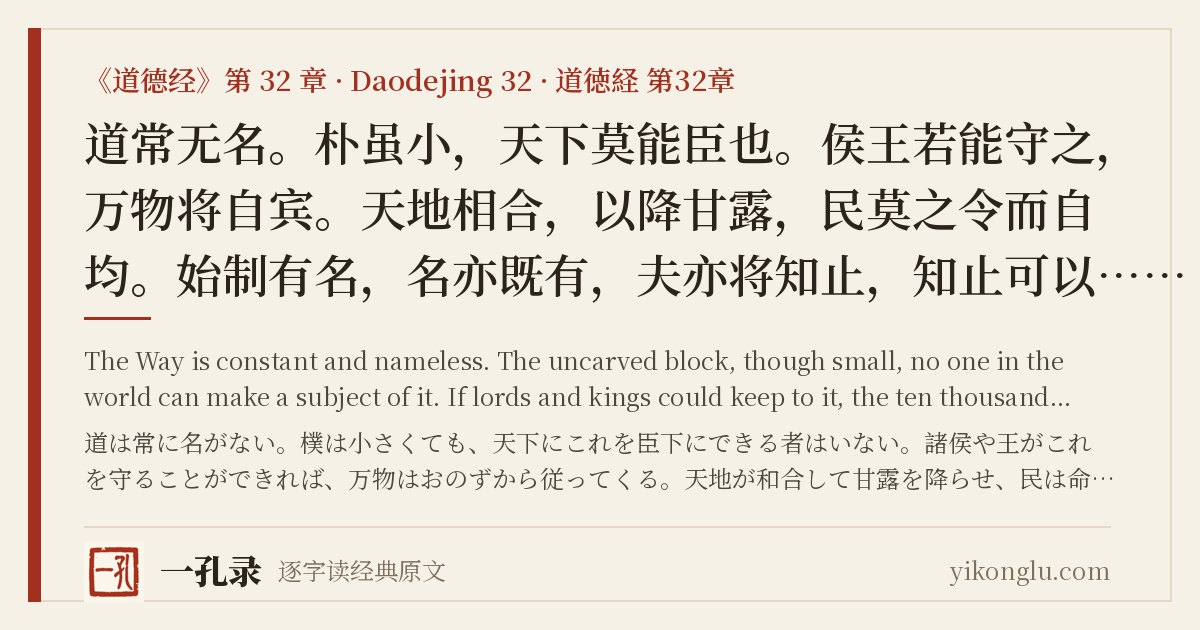 《道德经》第 32 章 · Daodejing 32 · 道徳経 第32章
道常无名。朴虽小，天下莫能臣也。侯王若能守之，
万物将自宾。天地相合，以降甘露，民莫之令而自
均。始制有名，名亦既有，夫亦将知止，知止可以……
The Way is constant and nameless. The uncarved block, though small, no one in the
world can make a subject of it. If lords and kings could keep to it, the ten thousand...
道は常に名がない。樸は小さくても、天下にこれを臣下にできる者はいない。諸侯や王がこれ
を守ることができれば、万物はおのずから従ってくる。天地が和合して甘露を降らせ、民は命…
一孔
一孔录 逐字读经典原文
yikonglu.com